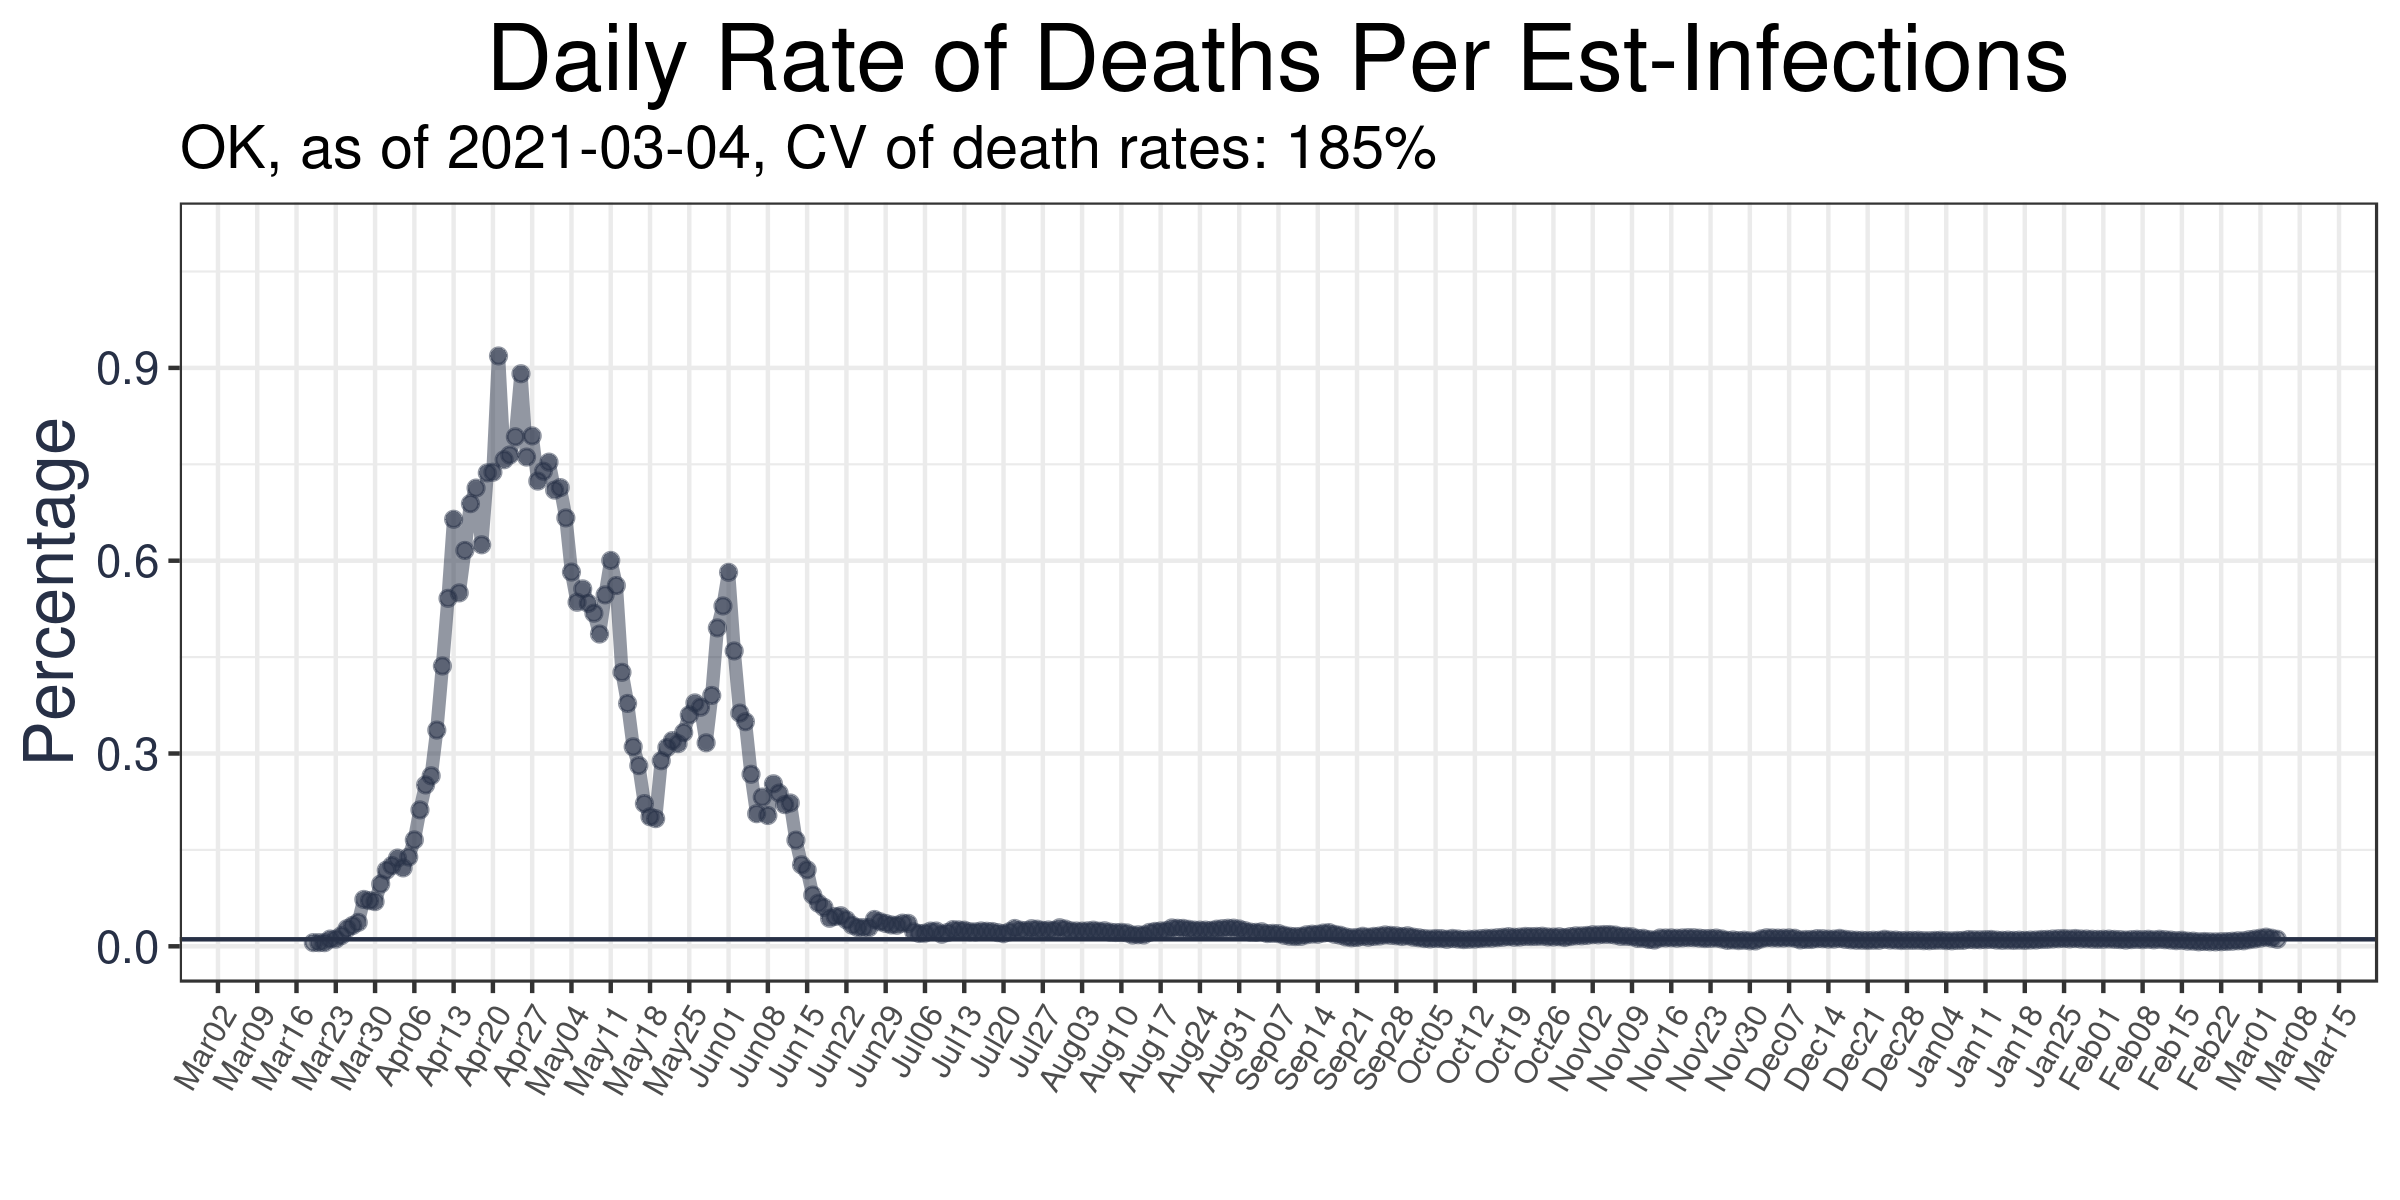 Daily Rate of Deaths Per Est-Infections
OK, as of 2021-03-04, CV of death rates: 185%
Percentage
0.9
0.6
0.3
0.0
Mar02 Mar09 Mar16 Mar23 Mar30 Apr06 Apr13 Apr20 Apr27 May04 May11 May18 May25 Jun01 Jun08 Jun15 Jun22 Jun29 Jul06 Jul13 Jul20 Jul27 Aug03 Aug10 Aug17 Aug24 Aug31 Sep07 Sep14 Sep21 Sep28 Oct05 Oct12 Oct19 Oct26 Nov02 Nov09 Nov16 Nov23 Nov30 Dec07 Dec14 Dec21 Dec28 Jan04 Jan11 Jan18 Jan25 Feb01 Feb08 Feb15 Feb22 Mar01 Mar08 Mar15